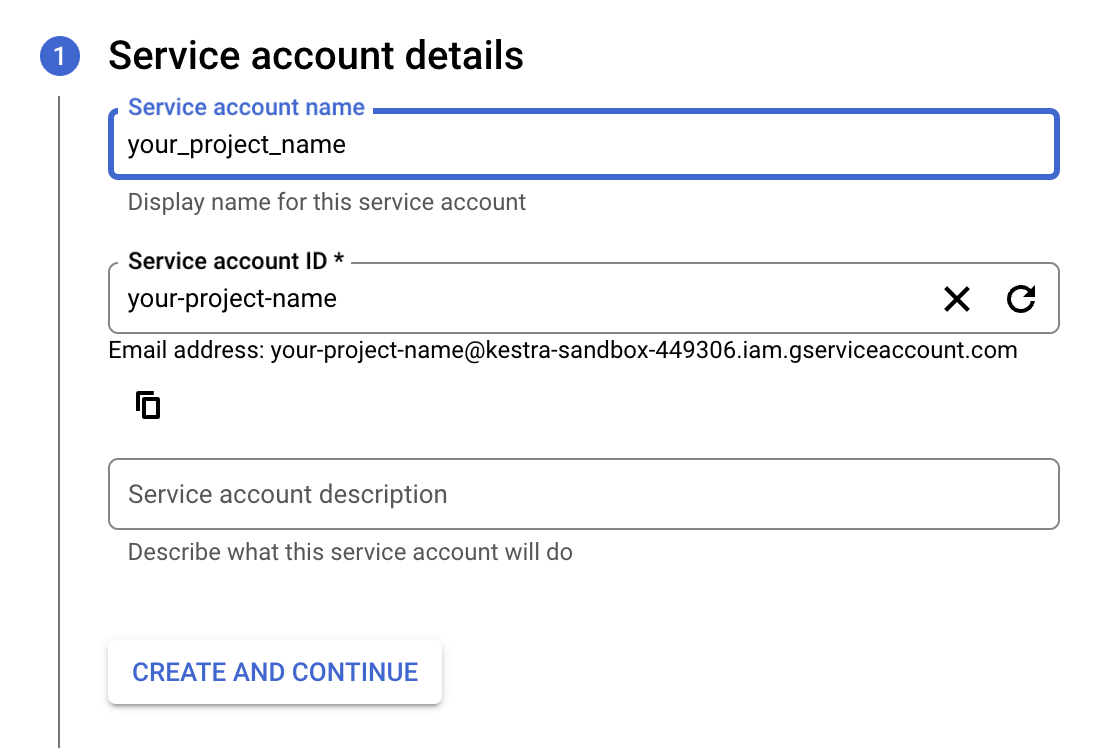 1 Service account details
Service account name
your_project_name
Display name for this service account
Service account ID *
your-project-name
Email address: your-project-name@kestra-sandbox-449306.iam.gserviceaccount.com
Service account description
Describe what this service account will do
CREATE AND CONTINUE